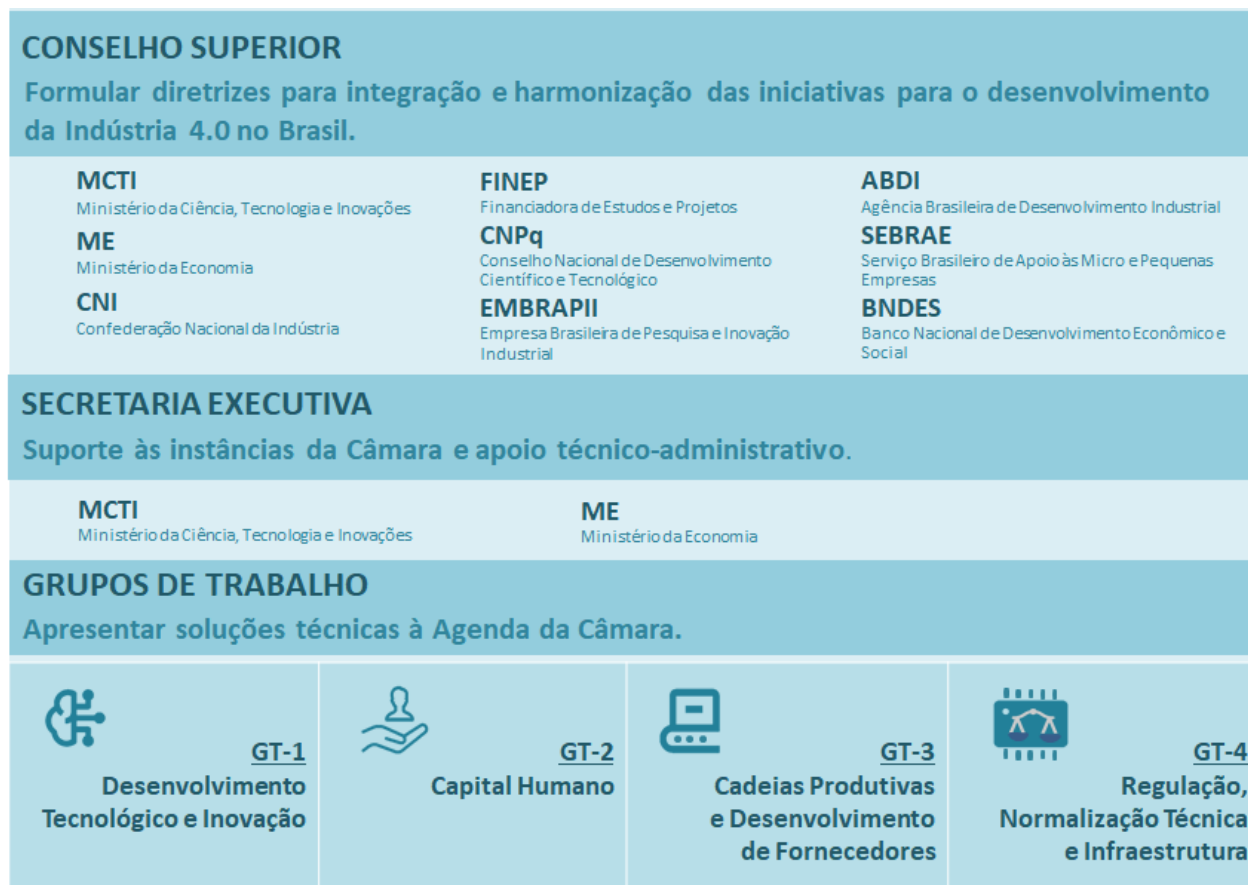 CONSELHO SUPERIOR
Formular diretrizes para integração e harmonização das iniciativas para o desenvolvimento
da Indústria 4.0 no Brasil.
MCTI
Ministério da Ciência, Tecnologia e Inovações
ME
Ministério da Economia
CNI
Confederação Nacional da Indústria
FINEP
Financiadora de Estudos e Projetos
CNPq
Conselho Nacional de Desenvolvimento
Científico e Tecnológico
EMBRAPII
Empresa Brasileira de Pesquisa e Inovação
Industrial
ABDI
Agência Brasileira de Desenvolvimento Industrial
SEBRAE
Serviço Brasileiro de Apoio às Micro e Pequenas
Empresas
BNDES
Banco Nacional de Desenvolvimento Econômico e
Social
SECRETARIA EXECUTIVA
Suporte às instâncias da Câmara e apoio técnico-administrativo.
MCTI
Ministério da Ciência, Tecnologia e Inovações
ME
Ministério da Economia
GRUPOS DE TRABALHO
Apresentar soluções técnicas à Agenda da Câmara.
GT-1
Desenvolvimento
Tecnológico e Inovação
GT-2
Capital Humano
GT-3
Cadeias Produtivas
e Desenvolvimento
de Fornecedores
GT-4
Regulação,
Normalização Técnica
e Infraestrutura